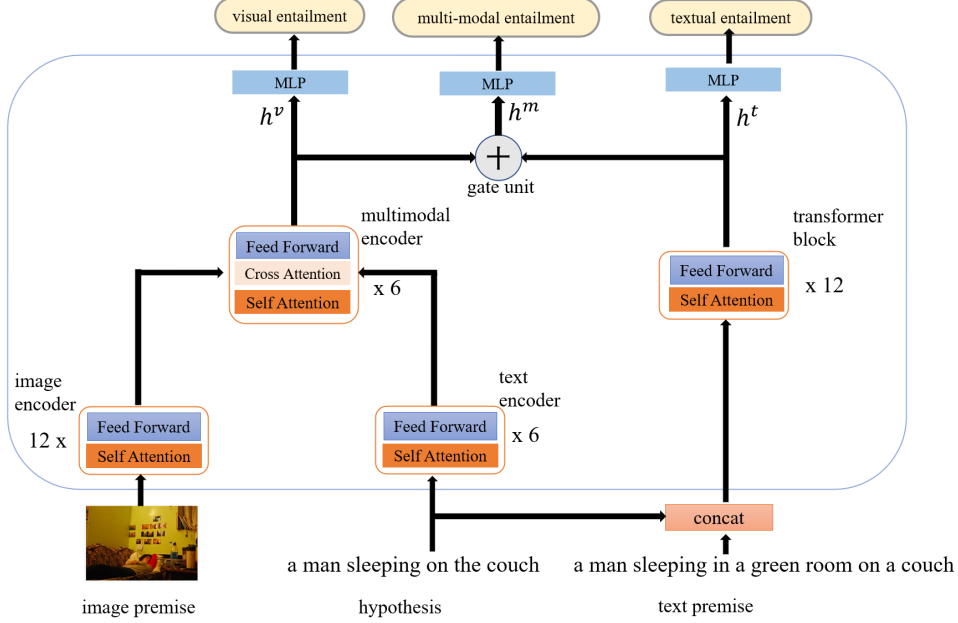 visual entailment
multi-modal entailment
textual entailment
MLP
MLP
MLP
h^v
h^m
h^t
gate unit
multimodal
encoder
Feed Forward
Cross Attention
Self Attention
x 6
transformer
block
Feed Forward
Self Attention
x 12
image
encoder
12 x
Feed Forward
Self Attention
text
encoder
Feed Forward
Self Attention
x 6
concat
a man sleeping on the couch
a man sleeping in a green room on a couch
image premise
hypothesis
text premise